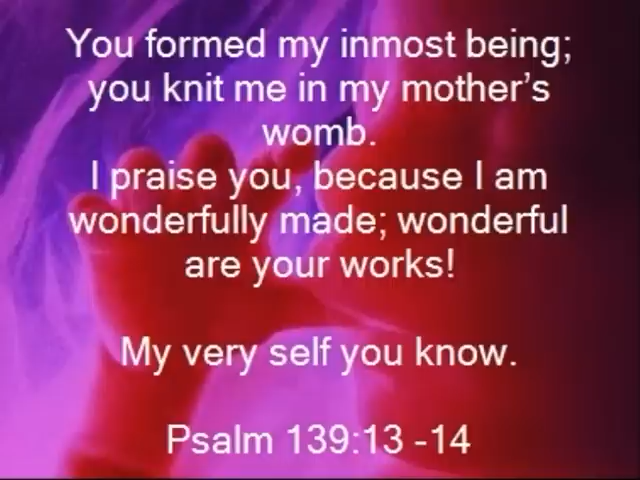 You formed my inmost being;
you knit me in my mother’s
womb.
I praise you, because I am
wonderfully made; wonderful
are your works!
My very self you know.
Psalm 139:13 -14